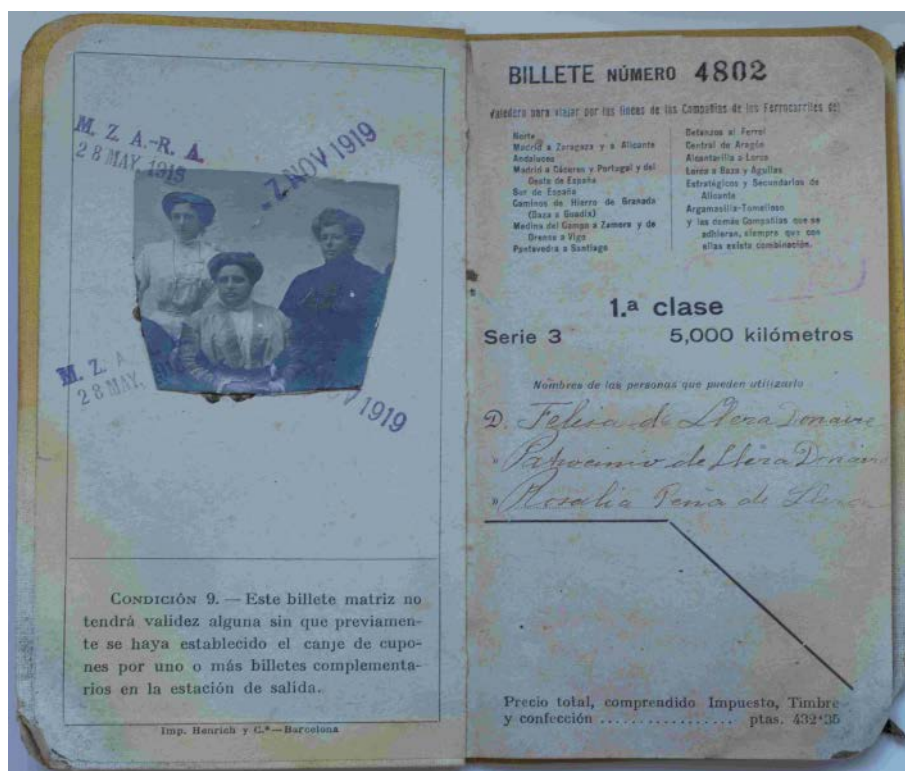 M. Z. A.-R. A.
28 MAY. 1919
-7 NOV 1919
M. Z. A.
28 MAY. 191
V 1919
CONDICIÓN 9. — Este billete matriz no
tendrá validez alguna sin que previamen-
te se haya establecido el canje de cupo-
nes por uno o más billetes complementa-
rios en la estación de salida.
Imp. Henrich y C.ª—Barcelona
BILLETE NÚMERO 4802
Valedero para viajar por las líneas de las Compañías de los Ferrocarriles del
Norte
Madrid a Zaragoza y a Alicante
Andaluces
Madrid a Cáceres y Portugal y del
Oeste de España
Sur de España
Caminos de Hierro de Granada
(Baza a Guadix)
Medina del Campo a Zamora y de
Orense a Vigo
Pontevedra a Santiago
Betanzos al Ferrol
Central de Aragón
Alcantarilla a Lorca
Lorca a Baza y Aguilas
Estratégicos y Secundarios de
Alicante
Argamasilla-Tomelloso
y las demás Compañías que se
adhieran, siempre que con
ellas exista combinación.
1.ª clase
Serie 3 5,000 kilómetros
Nombres de las personas que pueden utilizarlo
D. Felisa de Llera Donaire
" Patrocinio de Llera Donaire
" Rosalia Peña de Llera
Precio total, comprendido Impuesto, Timbre
y confección ................. ptas. 432'35